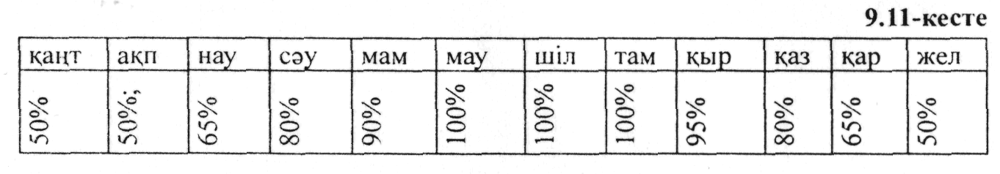 9.11-кесте
қаңт ақп нау сәу мам мау шіл там қыр қаз қар жел
50% 50%; 65% 80% 90% 100% 100% 100% 95% 80% 65% 50%